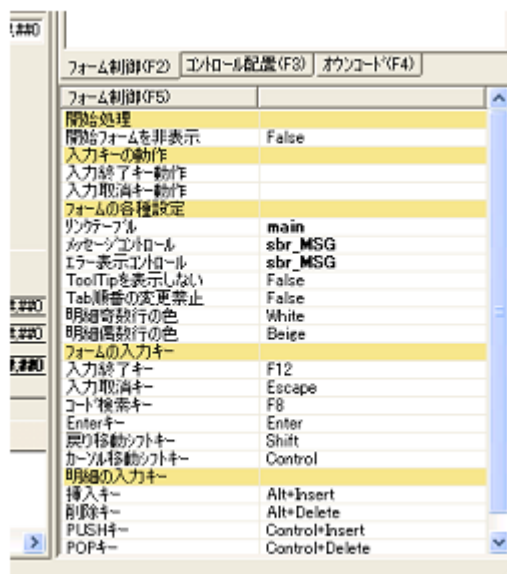 ,##0
フォーム制御(F2) コントロール配置(F3) オウンコード(F4)
フォーム制御(F5)
開始処理
開始フォームを非表示 False
入力キーの動作
入力終了キー動作
入力取消キー動作
フォームの各種設定
リンクテーブル main
メッセージコントロール sbr_MSG
エラー表示コントロール sbr_MSG
ToolTipを表示しない False
Tab順番の変更禁止 False
明細奇数行の色 White
明細偶数行の色 Beige
フォームの入力キー
入力終了キー F12
入力取消キー Escape
コード検索キー F8
Enterキー Enter
戻り移動シフトキー Shift
カーソル移動シフトキー Control
明細の入力キー
挿入キー Alt+Insert
削除キー Alt+Delete
PUSHキー Control+Insert
POPキー Control+Delete
#,##0
#,##0
#,##0